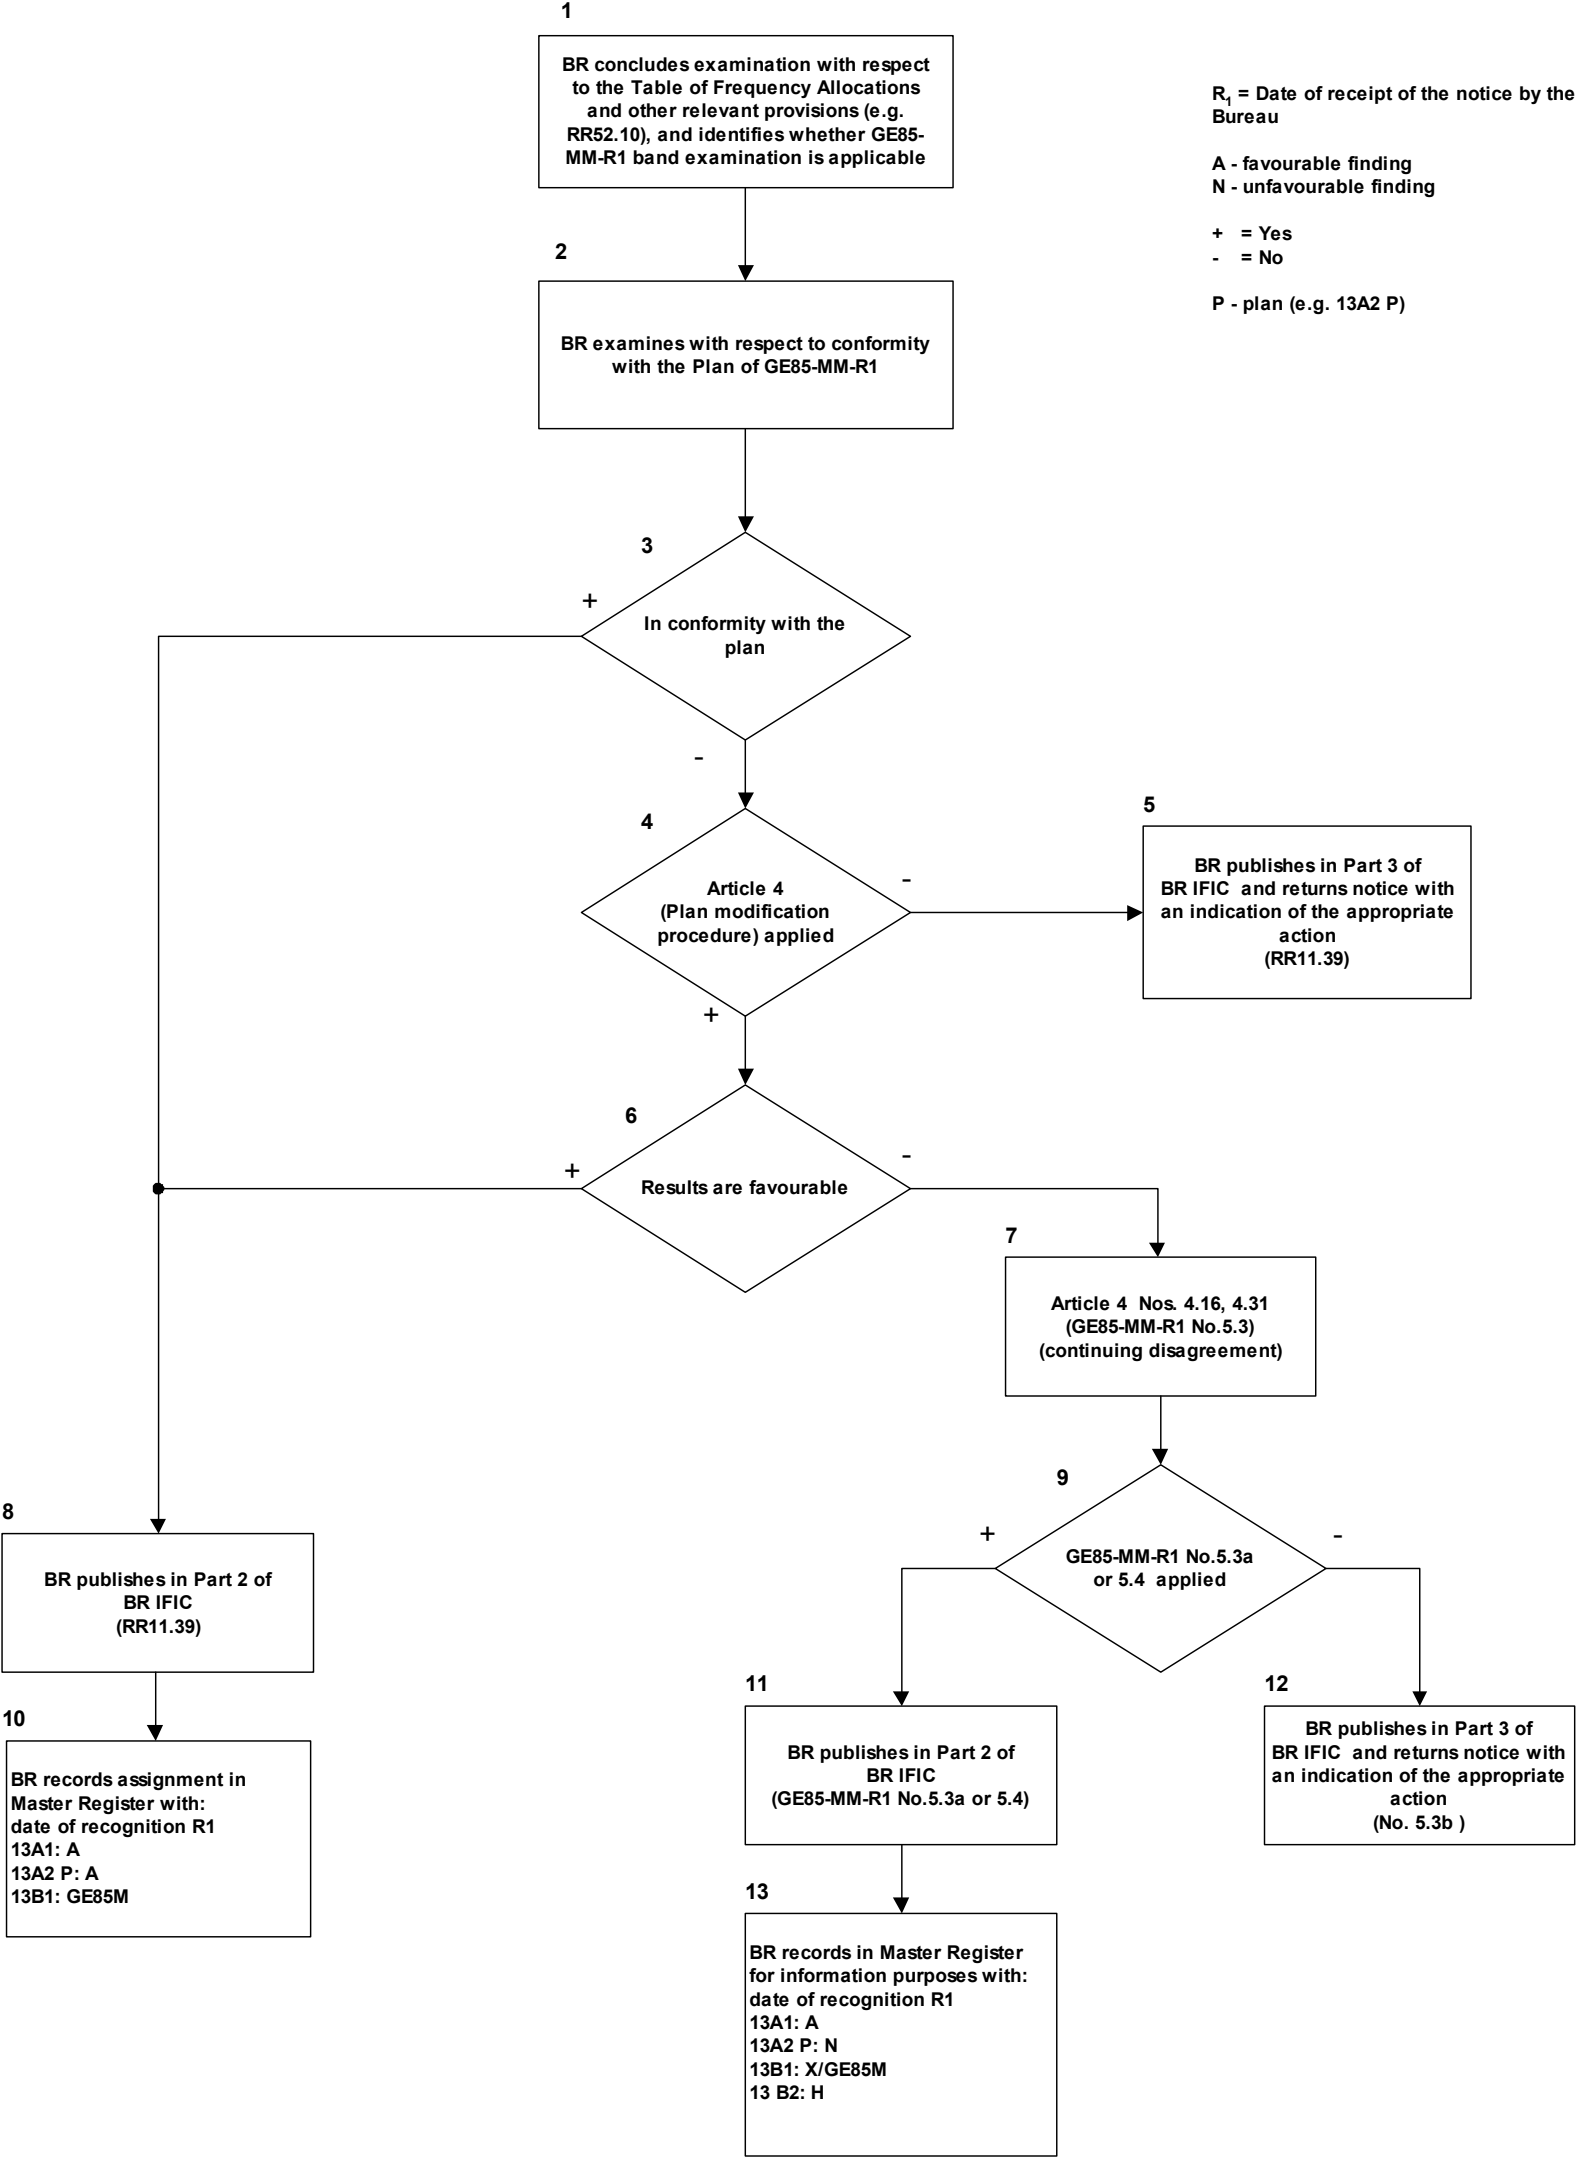 1
BR concludes examination with respect
to the Table of Frequency Allocations
and other relevant provisions (e.g.
RR52.10), and identifies whether GE85-
MM-R1 band examination is applicable
R1 = Date of receipt of the notice by the
Bureau
A - favourable finding
N - unfavourable finding
+ = Yes
- = No
P - plan (e.g. 13A2 P)
2
BR examines with respect to conformity
with the Plan of GE85-MM-R1
3
+
In conformity with the
plan
-
4
Article 4
(Plan modification
procedure) applied
-
+
5
BR publishes in Part 3 of
BR IFIC and returns notice with
an indication of the appropriate
action
(RR11.39)
6
+
-
Results are favourable
7
Article 4 Nos. 4.16, 4.31
(GE85-MM-R1 No.5.3)
(continuing disagreement)
8
BR publishes in Part 2 of
BR IFIC
(RR11.39)
9
+
-
GE85-MM-R1 No.5.3a
or 5.4 applied
10
BR records assignment in
Master Register with:
date of recognition R1
13A1: A
13A2 P: A
13B1: GE85M
11
BR publishes in Part 2 of
BR IFIC
(GE85-MM-R1 No.5.3a or 5.4)
12
BR publishes in Part 3 of
BR IFIC and returns notice with
an indication of the appropriate
action
(No. 5.3b )
13
BR records in Master Register
for information purposes with:
date of recognition R1
13A1: A
13A2 P: N
13B1: X/GE85M
13 B2: H